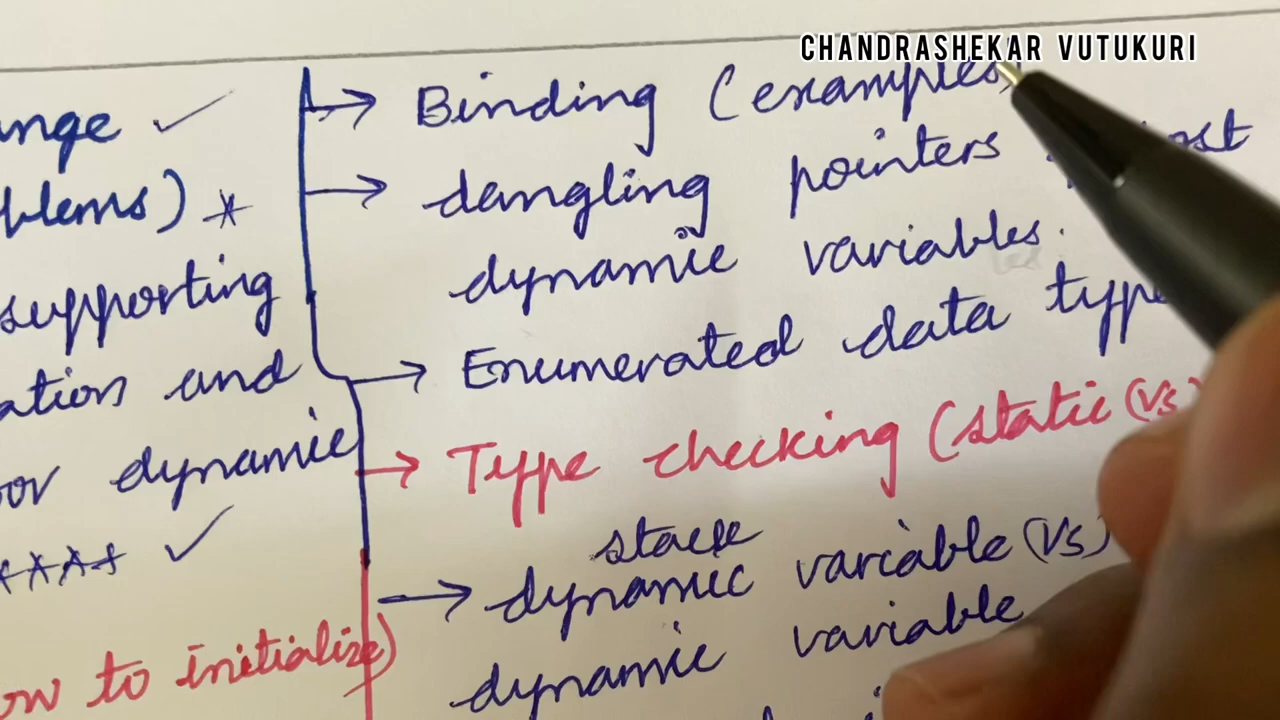 CHANDRASHEKAR VUTUKURI
Binding (examples)
dangling pointers
dynamic variables.
Enumerated data type
Type checking (static (Vs)
stack
dynamic variable (Vs)
dynamic variable
ange ✓
blems) *
supporting
ation and
or dynamic
**** ✓
ow to initialize)